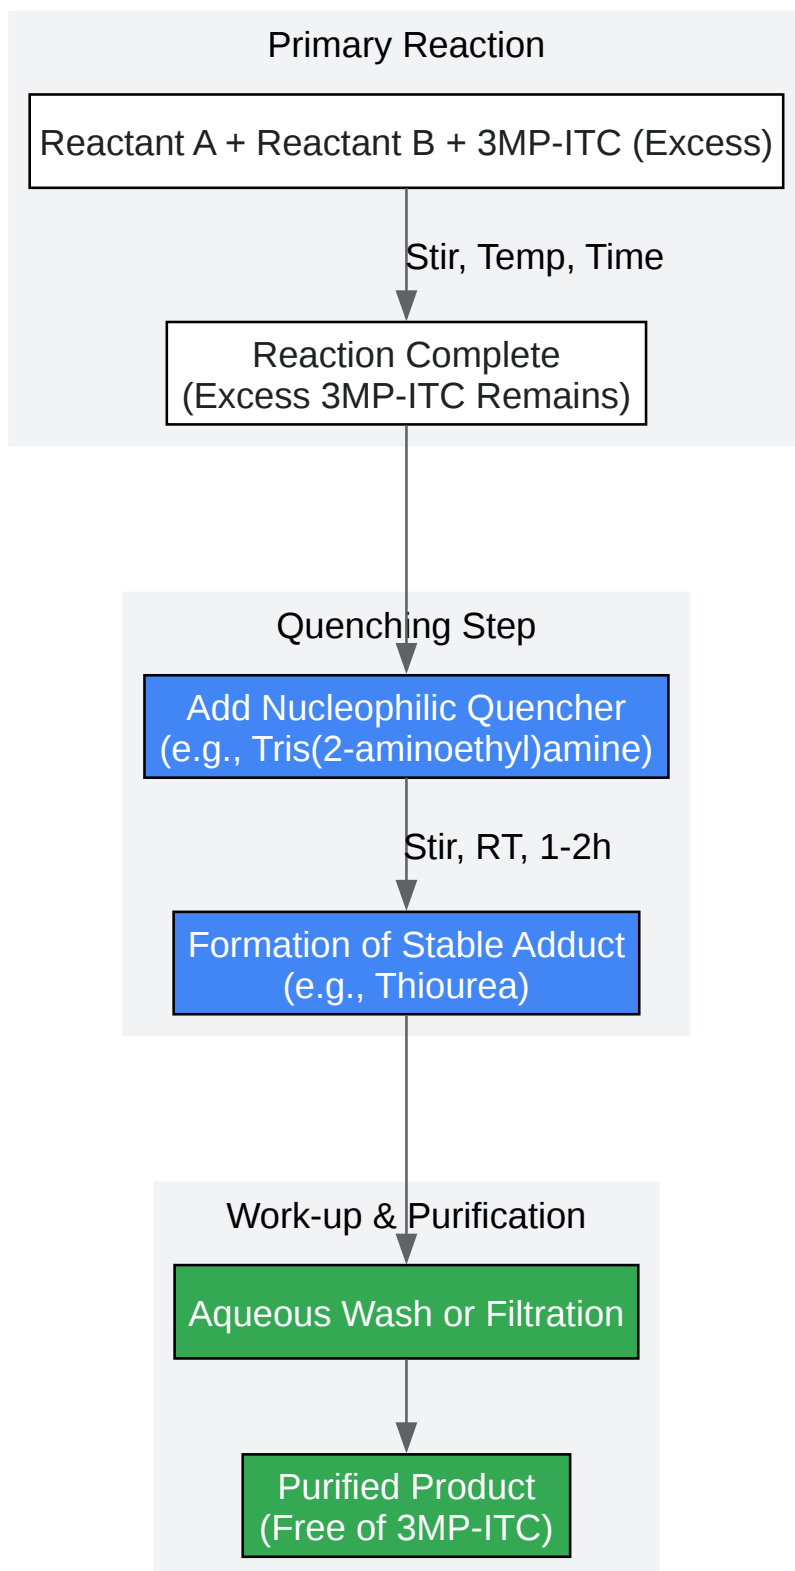 Primary Reaction
Reactant A + Reactant B + 3MP-ITC (Excess)
Stir, Temp, Time
Reaction Complete
(Excess 3MP-ITC Remains)
Quenching Step
Add Nucleophilic Quencher
(e.g., Tris(2-aminoethyl)amine)
Stir, RT, 1-2h
Formation of Stable Adduct
(e.g., Thiourea)
Work-up & Purification
Aqueous Wash or Filtration
Purified Product
(Free of 3MP-ITC)